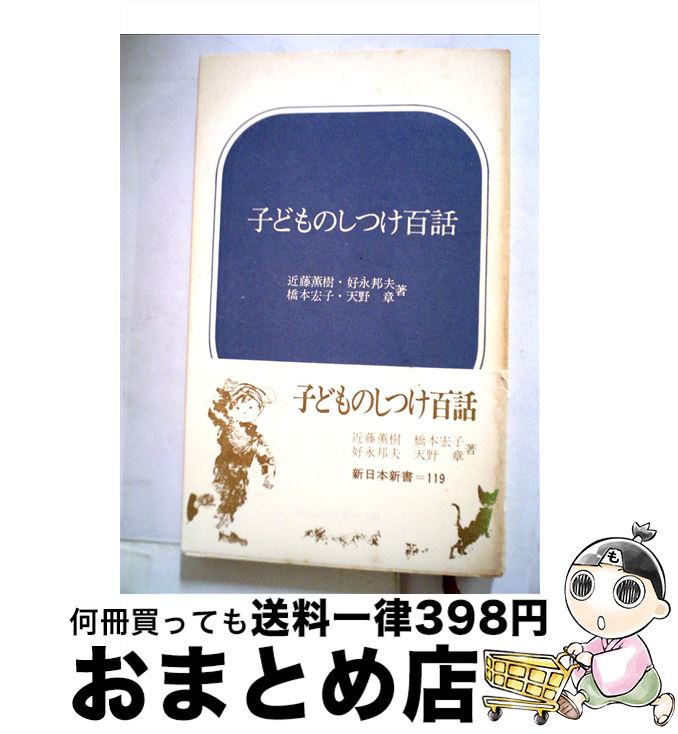 子どものしつけ百話
近藤薫樹・好永邦夫
橋本宏子・天野 章 著
子どものしつけ百話
近藤薫樹 橋本宏子
好永邦夫 天野 章 著
新日本新書＝119
も
何冊買っても送料一律398円
おまとめ店